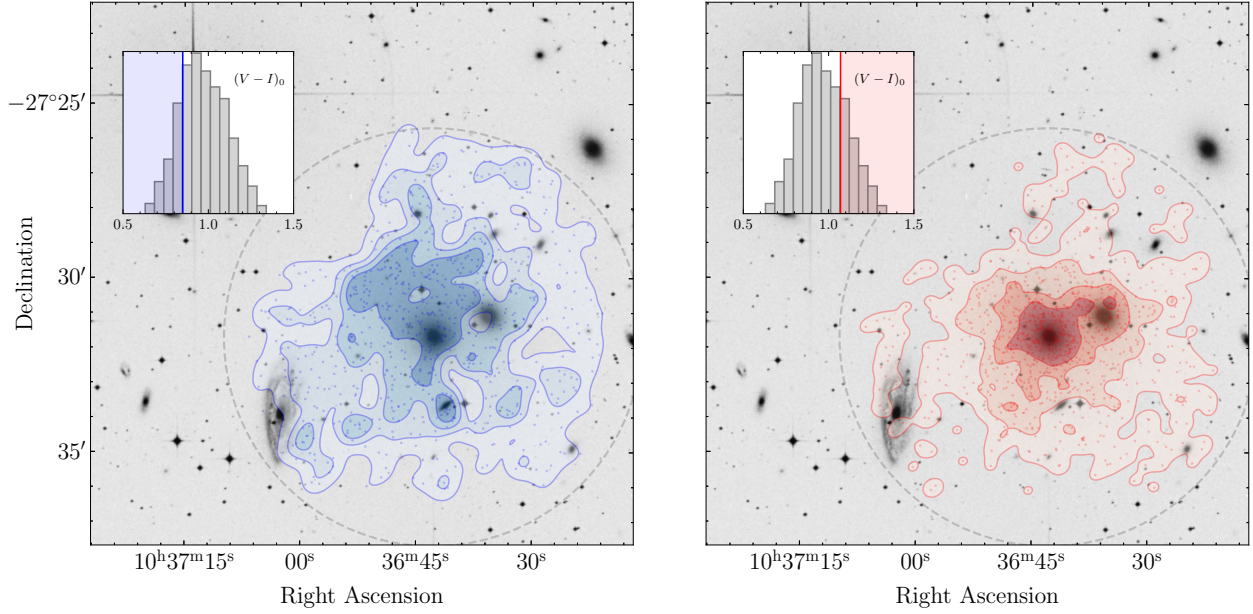 (V − I)₀
0.5 1.0 1.5
(V − I)₀
0.5 1.0 1.5
−27°25′
30′
35′
Declination
10ʰ37ᵐ15ˢ 00ˢ 36ᵐ45ˢ 30ˢ
Right Ascension
10ʰ37ᵐ15ˢ 00ˢ 36ᵐ45ˢ 30ˢ
Right Ascension